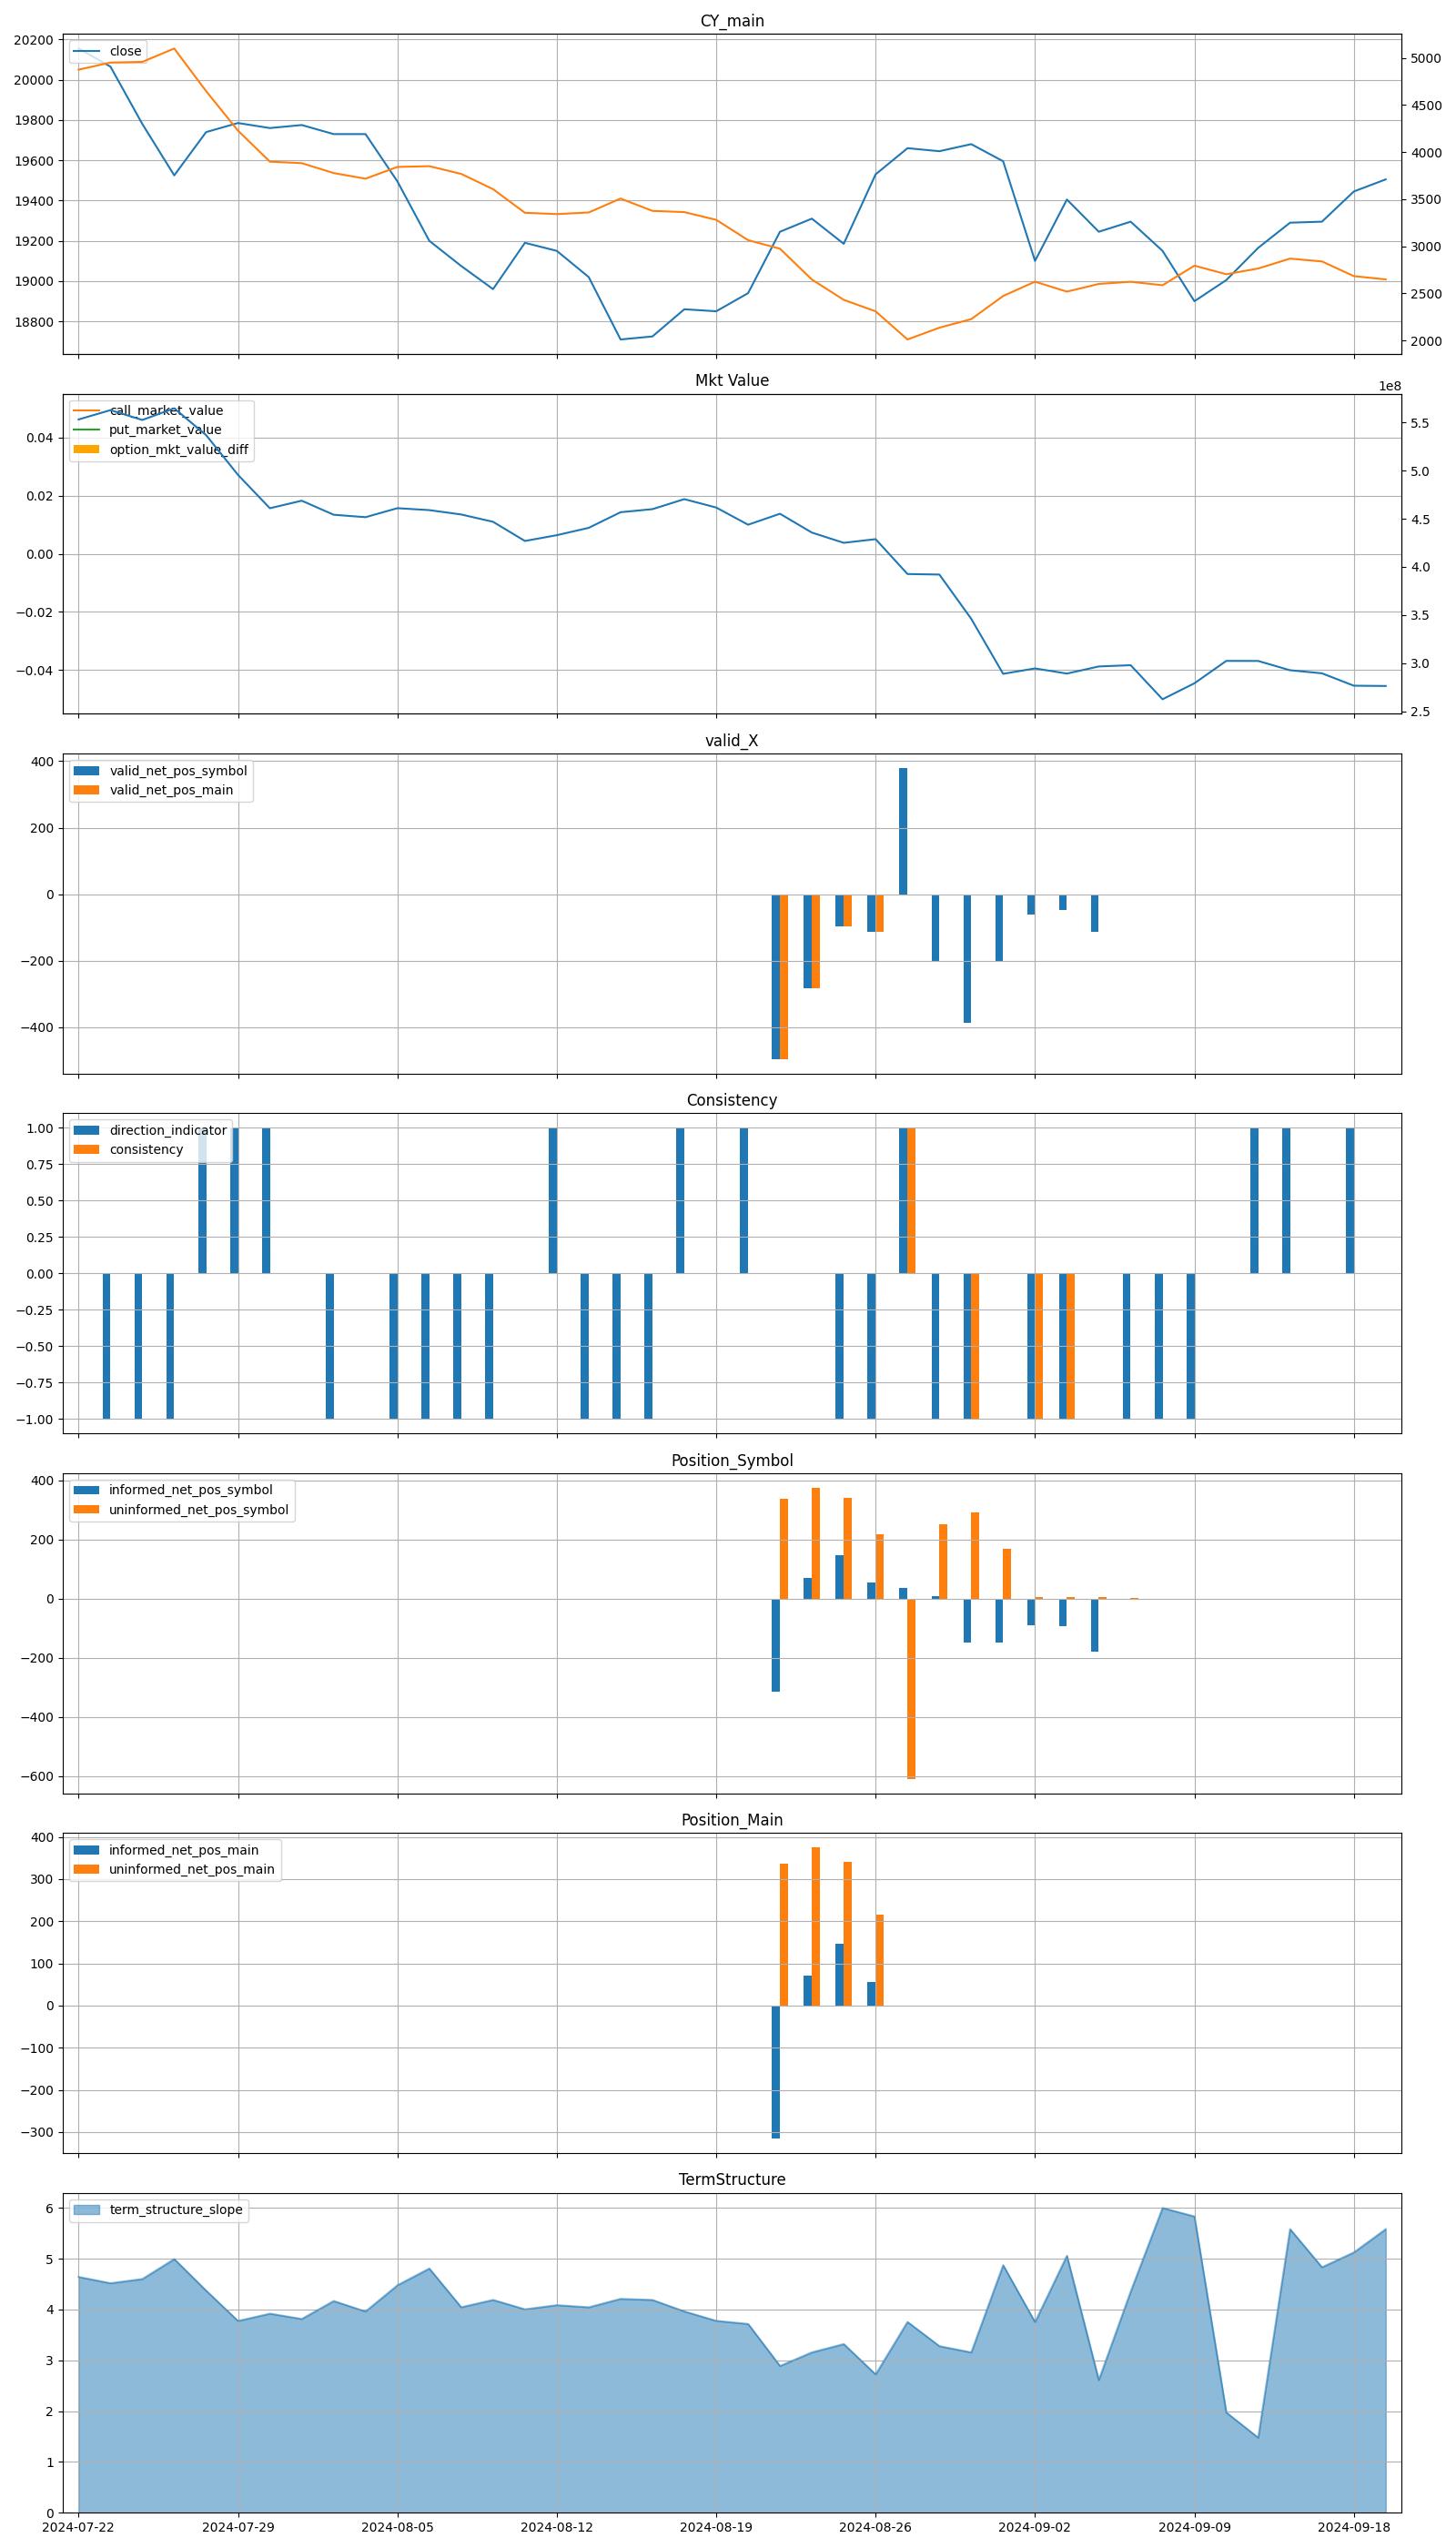 CY_main
close
20200
20000
19800
19600
19400
19200
19000
18800
5000
4500
4000
3500
3000
2500
2000
Mkt Value
1e8
call_market_value
put_market_value
option_mkt_value_diff
0.04
0.02
0.00
−0.02
−0.04
5.5
5.0
4.5
4.0
3.5
3.0
2.5
valid_X
valid_net_pos_symbol
valid_net_pos_main
400
200
0
−200
−400
Consistency
direction_indicator
consistency
1.00
0.75
0.50
0.25
0.00
−0.25
−0.50
−0.75
−1.00
Position_Symbol
informed_net_pos_symbol
uninformed_net_pos_symbol
400
200
0
−200
−400
−600
Position_Main
informed_net_pos_main
uninformed_net_pos_main
400
300
200
100
0
−100
−200
−300
TermStructure
term_structure_slope
6
5
4
3
2
1
0
2024-07-22 2024-07-29 2024-08-05 2024-08-12 2024-08-19 2024-08-26 2024-09-02 2024-09-09 2024-09-18